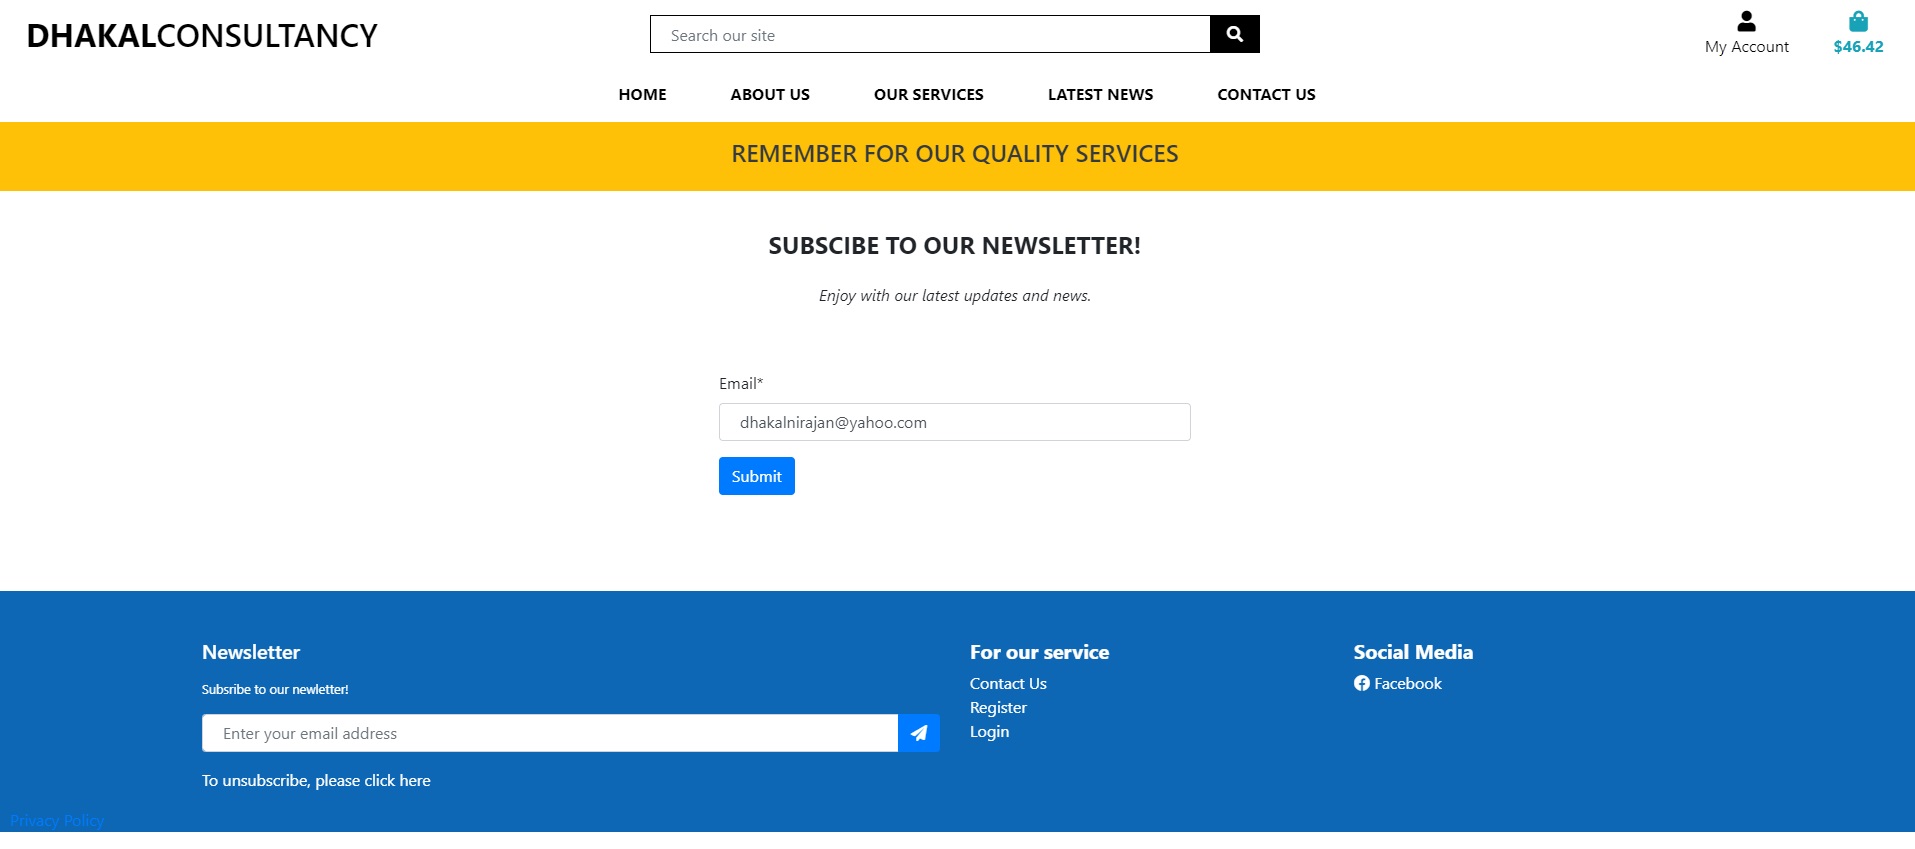 DHAKALCONSULTANCY
Search our site
My Account
$46.42
HOME ABOUT US OUR SERVICES LATEST NEWS CONTACT US
REMEMBER FOR OUR QUALITY SERVICES
SUBSCIBE TO OUR NEWSLETTER!
Enjoy with our latest updates and news.
Email*
dhakalnirajan@yahoo.com
Submit
Newsletter
Subsribe to our newletter!
Enter your email address
To unsubscribe, please click here
For our service
Contact Us
Register
Login
Social Media
Facebook
Privacy Policy